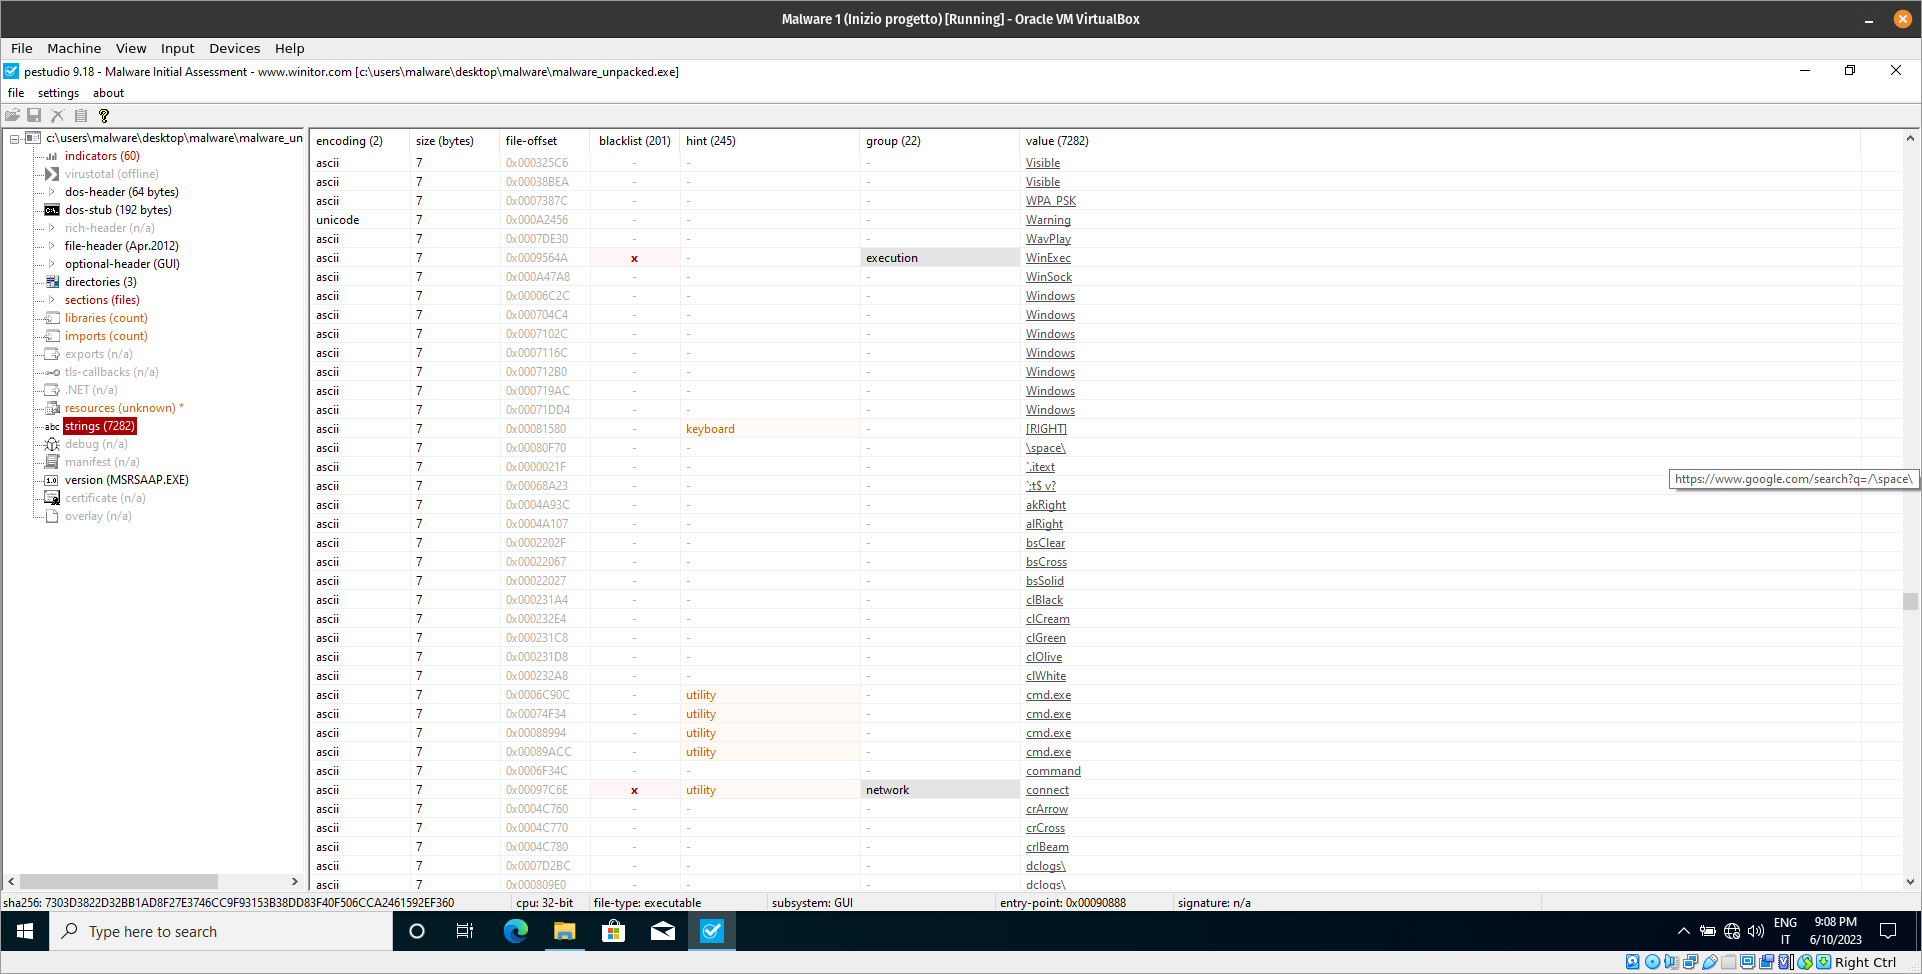 Malware 1 (Inizio progetto) [Running] - Oracle VM VirtualBox
File Machine View Input Devices Help
pestudio 9.18 - Malware Initial Assessment - www.winitor.com [c:\users\malware\desktop\malware\malware_unpacked.exe]
file settings about
c:\users\malware\desktop\malware\malware_un
indicators (60)
virustotal (offline)
dos-header (64 bytes)
dos-stub (192 bytes)
rich-header (n/a)
file-header (Apr.2012)
optional-header (GUI)
directories (3)
sections (files)
libraries (count)
imports (count)
exports (n/a)
tls-callbacks (n/a)
.NET (n/a)
resources (unknown) *
abc strings (7282)
debug (n/a)
manifest (n/a)
1.0 version (MSRSAAP.EXE)
certificate (n/a)
overlay (n/a)
encoding (2) size (bytes) file-offset blacklist (201) hint (245) group (22) value (7282)
ascii 7 0x000325C6 - - - Visible
ascii 7 0x00038BEA - - - Visible
ascii 7 0x0007387C - - - WPA_PSK
unicode 7 0x000A2456 - - - Warning
ascii 7 0x0007DE30 - - - WavPlay
ascii 7 0x0009564A x - execution WinExec
ascii 7 0x000A47A8 - - - WinSock
ascii 7 0x00006C2C - - - Windows
ascii 7 0x000704C4 - - - Windows
ascii 7 0x0007102C - - - Windows
ascii 7 0x0007116C - - - Windows
ascii 7 0x000712B0 - - - Windows
ascii 7 0x000719AC - - - Windows
ascii 7 0x00071DD4 - - - Windows
ascii 7 0x00081580 - keyboard - [RIGHT]
ascii 7 0x00080F70 - - - \space\
ascii 7 0x0000021F - - - `.itext
ascii 7 0x00068A23 - - - `;t$ v?
ascii 7 0x0004A93C - - - akRight
ascii 7 0x0004A107 - - - alRight
ascii 7 0x0002202F - - - bsClear
ascii 7 0x00022067 - - - bsCross
ascii 7 0x00022027 - - - bsSolid
ascii 7 0x000231A4 - - - clBlack
ascii 7 0x000232E4 - - - clCream
ascii 7 0x000231C8 - - - clGreen
ascii 7 0x000231D8 - - - clOlive
ascii 7 0x000232A8 - - - clWhite
ascii 7 0x0006C90C - utility - cmd.exe
ascii 7 0x00074F34 - utility - cmd.exe
ascii 7 0x00088994 - utility - cmd.exe
ascii 7 0x00089ACC - utility - cmd.exe
ascii 7 0x0006F34C - - - command
ascii 7 0x00097C6E x utility network connect
ascii 7 0x0004C760 - - - crArrow
ascii 7 0x0004C770 - - - crCross
ascii 7 0x0004C780 - - - crIBeam
ascii 7 0x0007D2BC - - - dclogs\
ascii 7 0x000809E0 - - - dclogs\
https://www.google.com/search?q=/\space\
sha256: 7303D3822D32BB1AD8F27E3746CC9F93153B38DD83F40F506CCA2461592EF360 cpu: 32-bit file-type: executable subsystem: GUI entry-point: 0x00090888 signature: n/a
Type here to search
ENG
IT
9:08 PM
6/10/2023
Right Ctrl